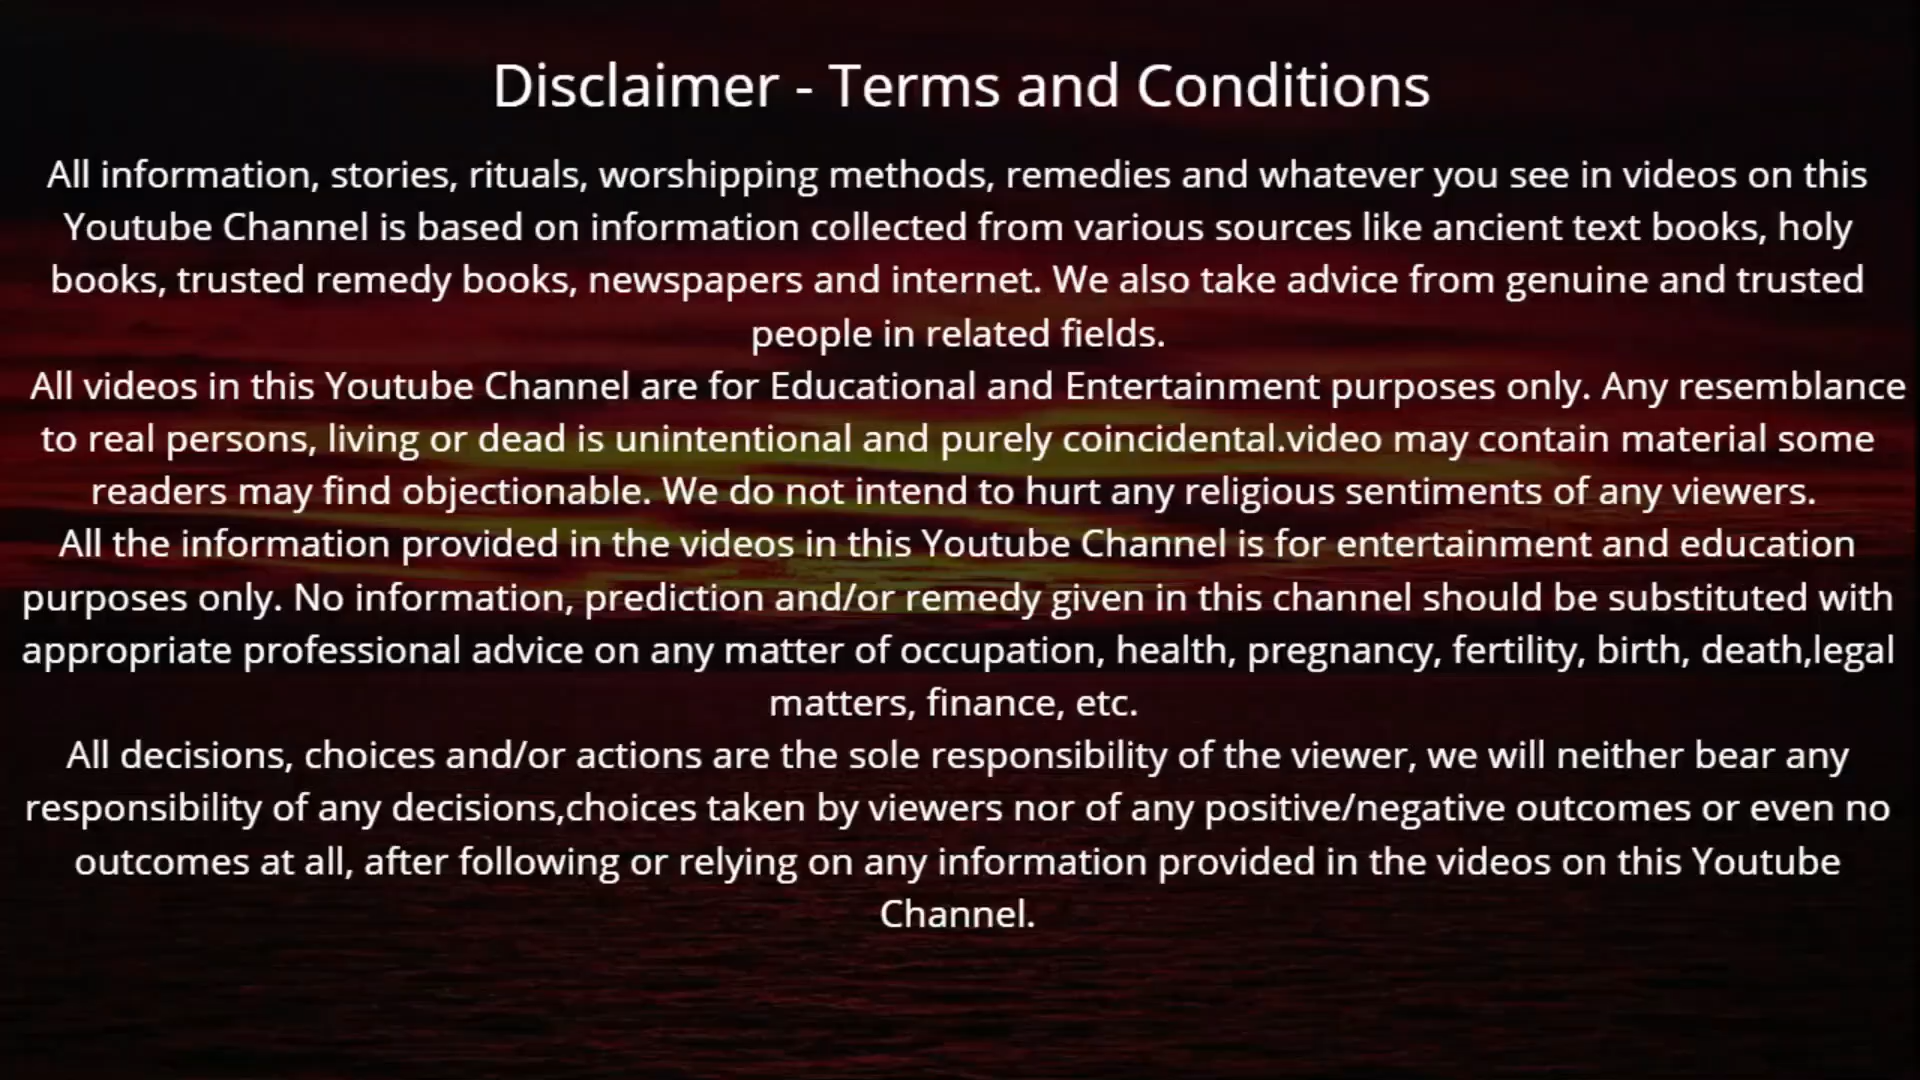 Disclaimer - Terms and Conditions
All information, stories, rituals, worshipping methods, remedies and whatever you see in videos on this
Youtube Channel is based on information collected from various sources like ancient text books, holy
books, trusted remedy books, newspapers and internet. We also take advice from genuine and trusted
people in related fields.
All videos in this Youtube Channel are for Educational and Entertainment purposes only. Any resemblance
to real persons, living or dead is unintentional and purely coincidental.video may contain material some
readers may find objectionable. We do not intend to hurt any religious sentiments of any viewers.
All the information provided in the videos in this Youtube Channel is for entertainment and education
purposes only. No information, prediction and/or remedy given in this channel should be substituted with
appropriate professional advice on any matter of occupation, health, pregnancy, fertility, birth, death,legal
matters, finance, etc.
All decisions, choices and/or actions are the sole responsibility of the viewer, we will neither bear any
responsibility of any decisions,choices taken by viewers nor of any positive/negative outcomes or even no
outcomes at all, after following or relying on any information provided in the videos on this Youtube
Channel.